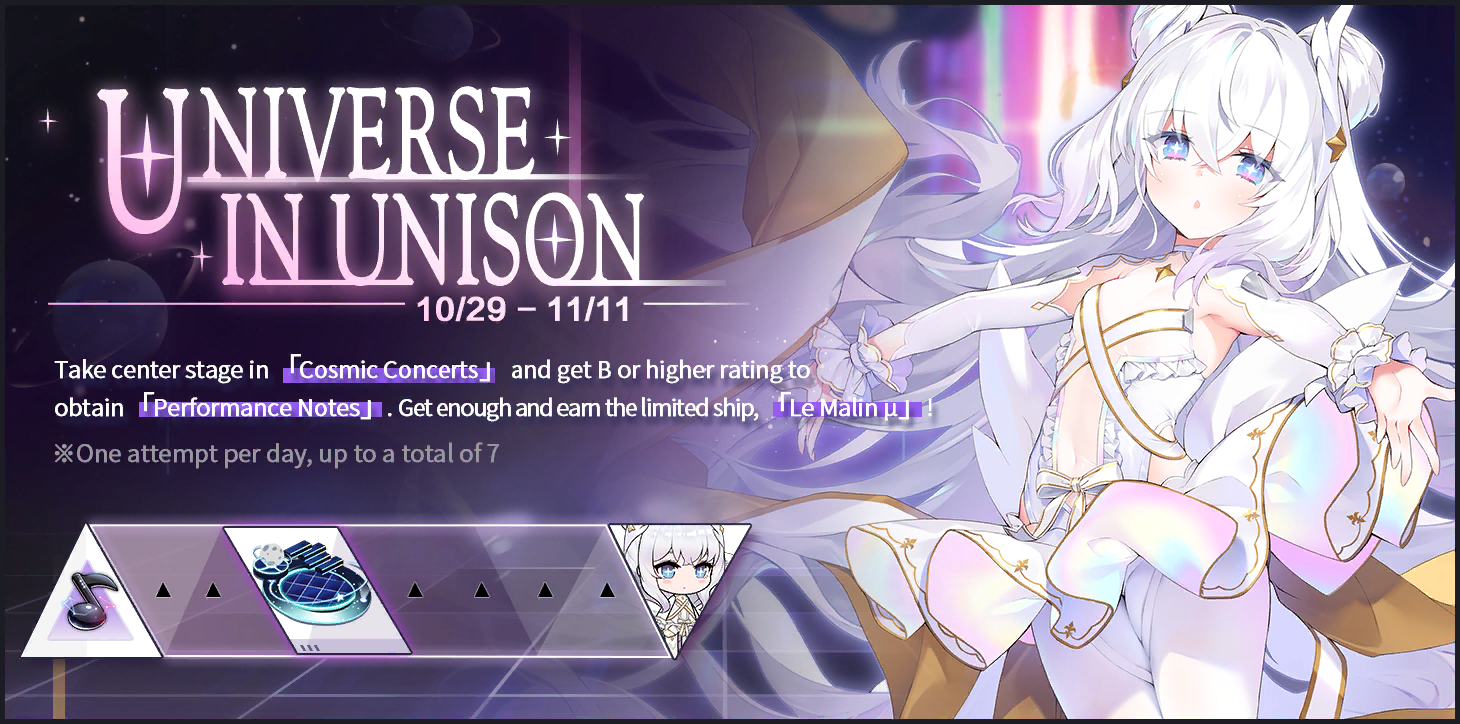 UNIVERSE
IN UNISON
10/29 – 11/11
Take center stage in 「Cosmic Concerts」 and get B or higher rating to
obtain 「Performance Notes」. Get enough and earn the limited ship, 「Le Malin μ」!
※One attempt per day, up to a total of 7